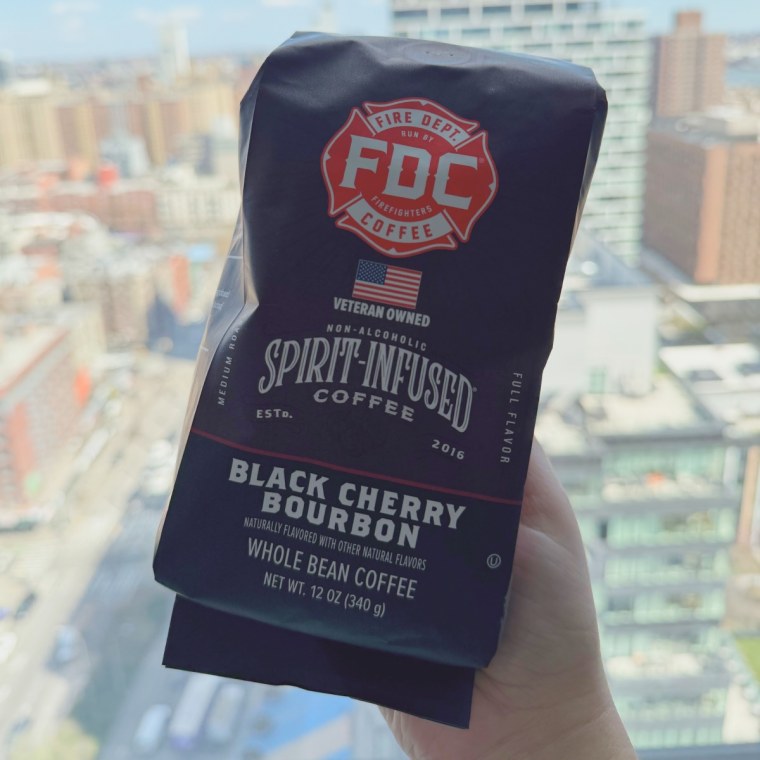 FIRE DEPT.
RUN BY
FDC
FIREFIGHTERS
COFFEE
VETERAN OWNED
NON-ALCOHOLIC
SPIRIT-INFUSED
COFFEE
ESTD. 2016
MEDIUM
FULL FLAVOR
BLACK CHERRY
BOURBON
NATURALLY FLAVORED WITH OTHER NATURAL FLAVORS
WHOLE BEAN COFFEE
NET WT. 12 OZ (340 g)
U